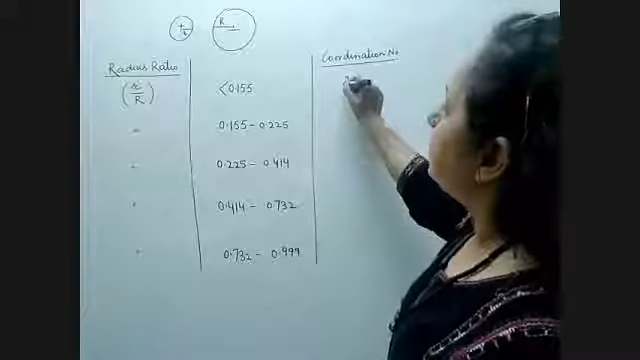 + r R –
Radius Ratio Coordination No
(r/R) <0.155
" 0.155 – 0.225
" 0.225 – 0.414
" 0.414 – 0.732
" 0.732 – 0.999